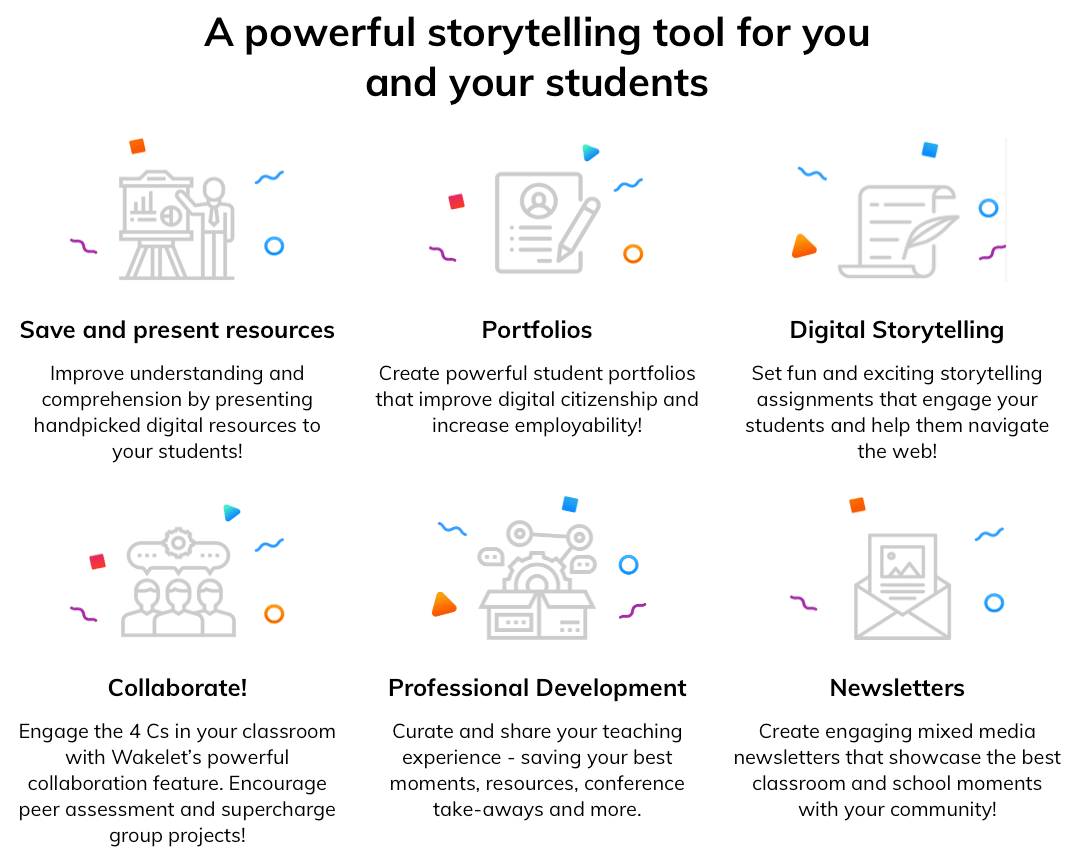 A powerful storytelling tool for you
and your students
Save and present resources
Improve understanding and
comprehension by presenting
handpicked digital resources to
your students!
Portfolios
Create powerful student portfolios
that improve digital citizenship and
increase employability!
Digital Storytelling
Set fun and exciting storytelling
assignments that engage your
students and help them navigate
the web!
Collaborate!
Engage the 4 Cs in your classroom
with Wakelet’s powerful
collaboration feature. Encourage
peer assessment and supercharge
group projects!
Professional Development
Curate and share your teaching
experience - saving your best
moments, resources, conference
take-aways and more.
Newsletters
Create engaging mixed media
newsletters that showcase the best
classroom and school moments
with your community!